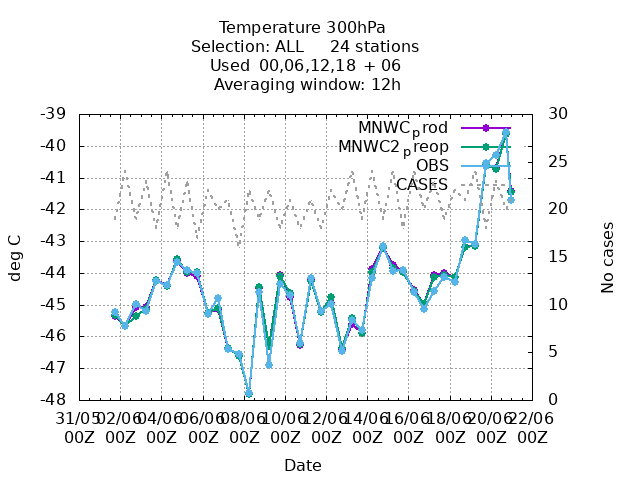 Temperature 300hPa
Selection: ALL 24 stations
Used 00,06,12,18 + 06
Averaging window: 12h
-39
-40
-41
-42
-43
-44
-45
-46
-47
-48
deg C
30
25
20
15
10
5
0
No cases
MNWCprod
MNWC2preop
OBS
CASES
31/05 02/06 04/06 06/06 08/06 10/06 12/06 14/06 16/06 18/06 20/06 22/06
00Z 00Z 00Z 00Z 00Z 00Z 00Z 00Z 00Z 00Z 00Z 00Z
Date